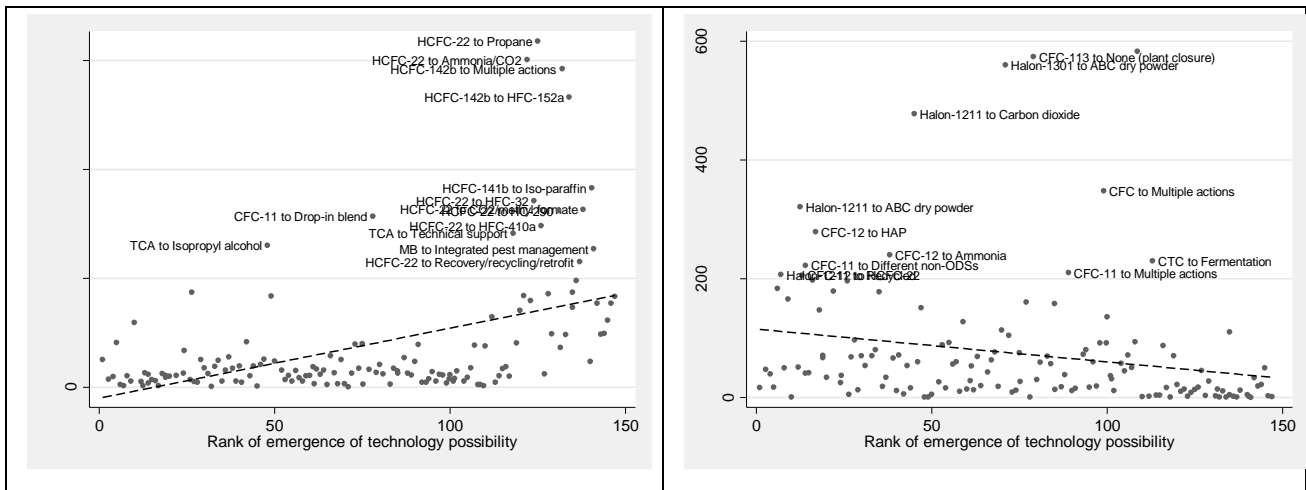 HCFC-22 to Propane
HCFC-22 to Ammonia/CO2
HCFC-142b to Multiple actions
HCFC-142b to HFC-152a
HCFC-141b to Iso-paraffin
HCFC-22 to HFC-32
HCFC-22 to HC-290
CFC-11 to Drop-in blend
HCFC-22 to HFC-410a
TCA to Technical support
TCA to Isopropyl alcohol
MB to Integrated pest management
HCFC-22 to Recovery/recycling/retrofit
0
0 50 100 150
Rank of emergence of technology possibility
600
CFC-113 to None (plant closure)
Halon-1301 to ABC dry powder
Halon-1211 to Carbon dioxide
400
CFC to Multiple actions
Halon-1211 to ABC dry powder
CFC-12 to HAP
CFC-12 to Ammonia
CTC to Fermentation
CFC-11 to Different non-ODSs
CFC-11 to Multiple actions
200
0
0 50 100 150
Rank of emergence of technology possibility